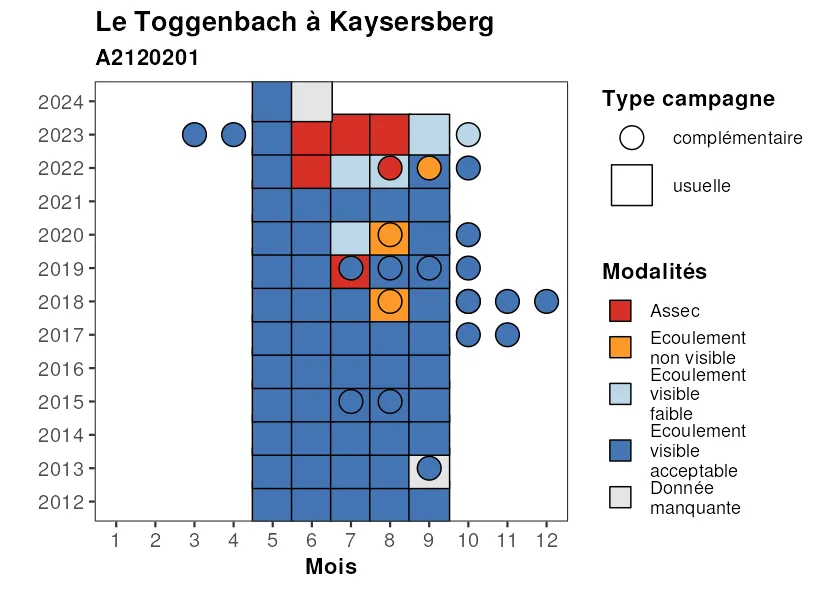 Le Toggenbach à Kaysersberg
A2120201
2024
2023
2022
2021
2020
2019
2018
2017
2016
2015
2014
2013
2012
1 2 3 4 5 6 7 8 9 10 11 12
Mois
Type campagne
complémentaire
usuelle
Modalités
Assec
Ecoulement
non visible
Ecoulement
visible
faible
Ecoulement
visible
acceptable
Donnée
manquante